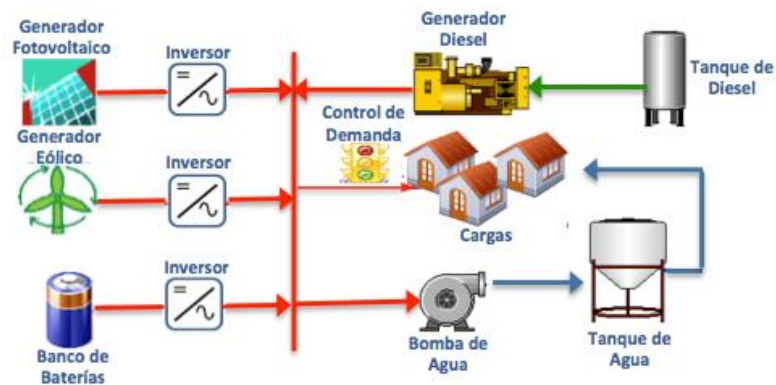 Generador
Fotovoltaico
Inversor
Generador
Diesel
Tanque de
Diesel
Control de
Demanda
Generador
Eólico
Inversor
Cargas
Inversor
Banco de
Baterías
Bomba de
Agua
Tanque de
Agua